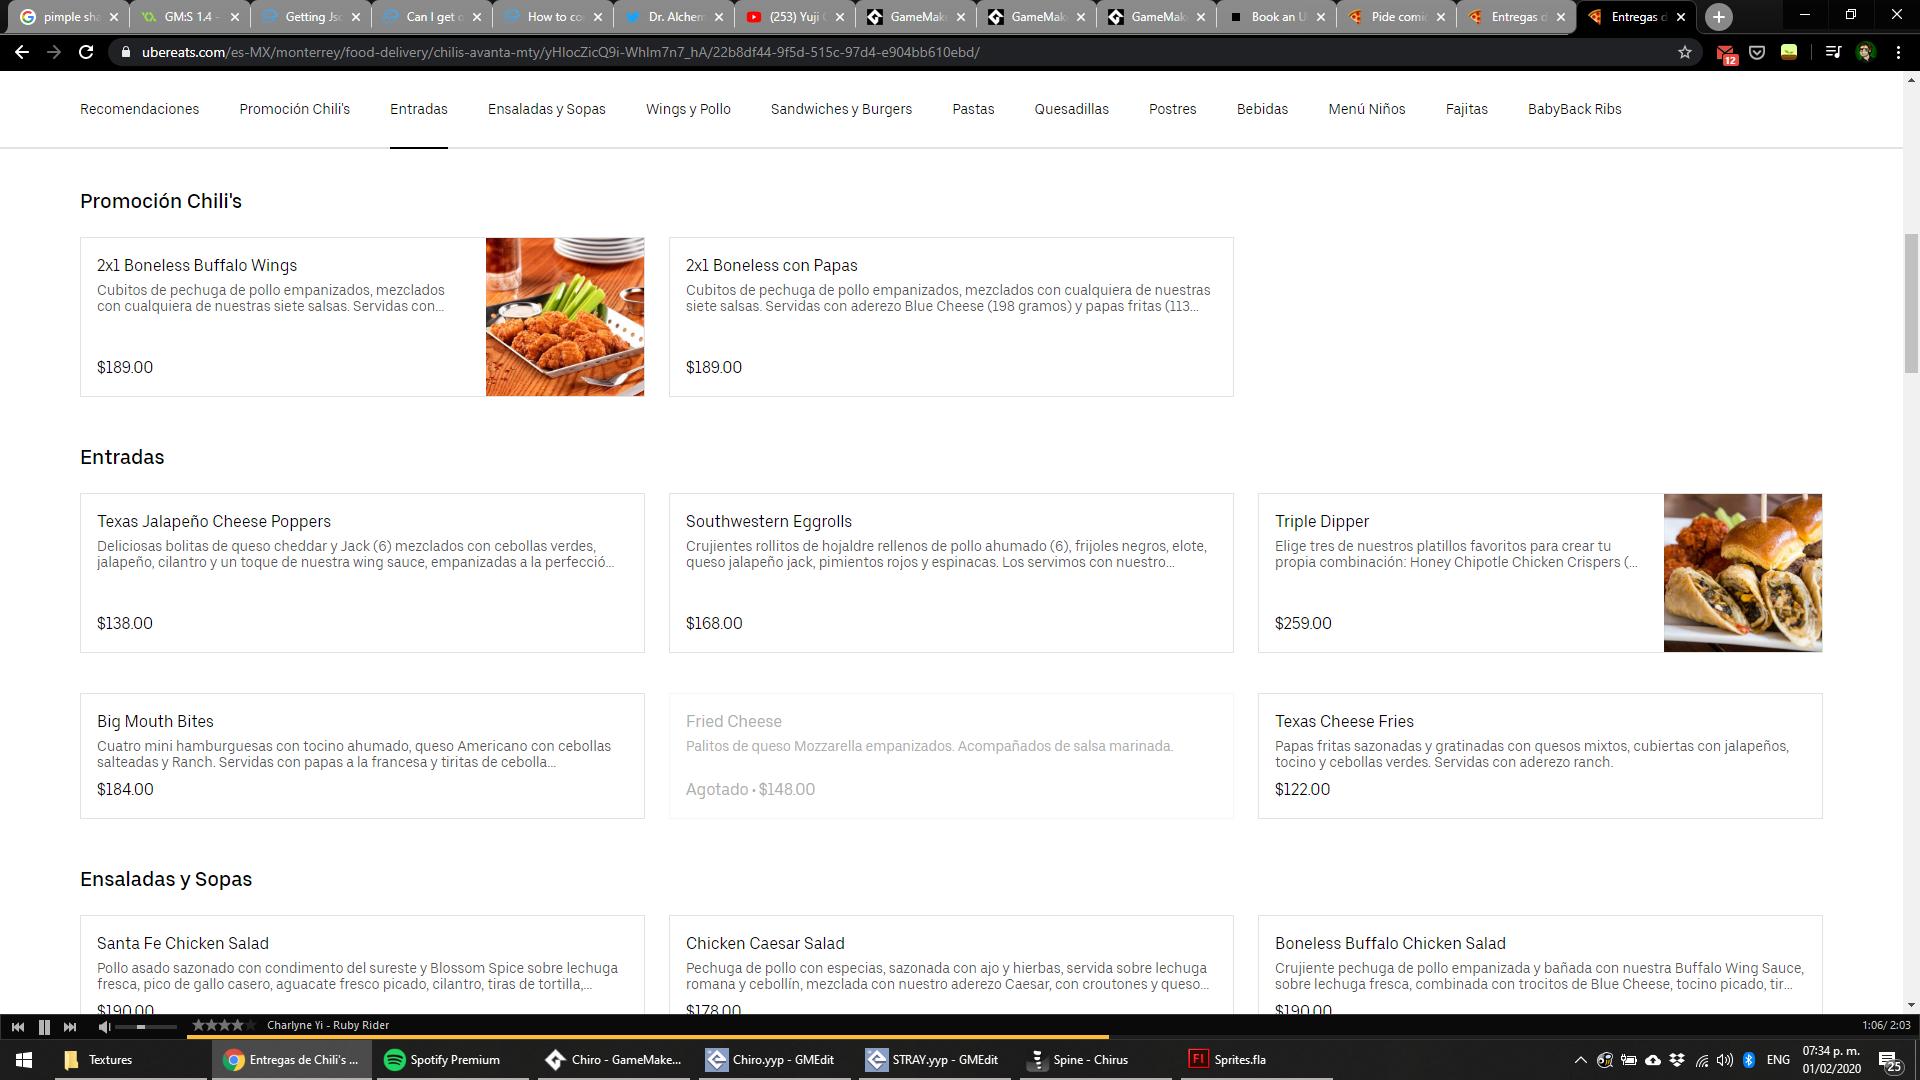 pimple sha
GM:S 1.4 -
Getting Jso
Can I get o
How to co
Dr. Alchem
(253) Yuji
GameMak
GameMak
GameMak
Book an U
Pide comi
Entregas d
Entregas d
ubereats.com/es-MX/monterrey/food-delivery/chilis-avanta-mty/yHIocZicQ9i-WhIm7n7_hA/22b8df44-9f5d-515c-97d4-e904bb610ebd/
12
Recomendaciones Promoción Chili's Entradas Ensaladas y Sopas Wings y Pollo Sandwiches y Burgers Pastas Quesadillas Postres Bebidas Menú Niños Fajitas BabyBack Ribs
Promoción Chili's
2x1 Boneless Buffalo Wings
Cubitos de pechuga de pollo empanizados, mezclados
con cualquiera de nuestras siete salsas. Servidas con...
$189.00
2x1 Boneless con Papas
Cubitos de pechuga de pollo empanizados, mezclados con cualquiera de nuestras
siete salsas. Servidas con aderezo Blue Cheese (198 gramos) y papas fritas (113...
$189.00
Entradas
Texas Jalapeño Cheese Poppers
Deliciosas bolitas de queso cheddar y Jack (6) mezclados con cebollas verdes,
jalapeño, cilantro y un toque de nuestra wing sauce, empanizadas a la perfecció...
$138.00
Southwestern Eggrolls
Crujientes rollitos de hojaldre rellenos de pollo ahumado (6), frijoles negros, elote,
queso jalapeño jack, pimientos rojos y espinacas. Los servimos con nuestro...
$168.00
Triple Dipper
Elige tres de nuestros platillos favoritos para crear tu
propia combinación: Honey Chipotle Chicken Crispers (...
$259.00
Big Mouth Bites
Cuatro mini hamburguesas con tocino ahumado, queso Americano con cebollas
salteadas y Ranch. Servidas con papas a la francesa y tiritas de cebolla...
$184.00
Fried Cheese
Palitos de queso Mozzarella empanizados. Acompañados de salsa marinada.
Agotado • $148.00
Texas Cheese Fries
Papas fritas sazonadas y gratinadas con quesos mixtos, cubiertas con jalapeños,
tocino y cebollas verdes. Servidas con aderezo ranch.
$122.00
Ensaladas y Sopas
Santa Fe Chicken Salad
Pollo asado sazonado con condimento del sureste y Blossom Spice sobre lechuga
fresca, pico de gallo casero, aguacate fresco picado, cilantro, tiras de tortilla,...
$190.00
Chicken Caesar Salad
Pechuga de pollo con especias, sazonada con ajo y hierbas, servida sobre lechuga
romana y cebollín, mezclada con nuestro aderezo Caesar, con croutones y queso...
$178.00
Boneless Buffalo Chicken Salad
Crujiente pechuga de pollo empanizada y bañada con nuestra Buffalo Wing Sauce,
sobre lechuga fresca, combinada con trocitos de Blue Cheese, tocino picado, tir...
$190.00
Charlyne Yi - Ruby Rider
1:06/ 2:03
Textures
Entregas de Chili's ...
Spotify Premium
Chiro - GameMake...
Chiro.yyp - GMEdit
STRAY.yyp - GMEdit
Spine - Chirus
Fl
Sprites.fla
ENG
07:34 p. m.
01/02/2020
25